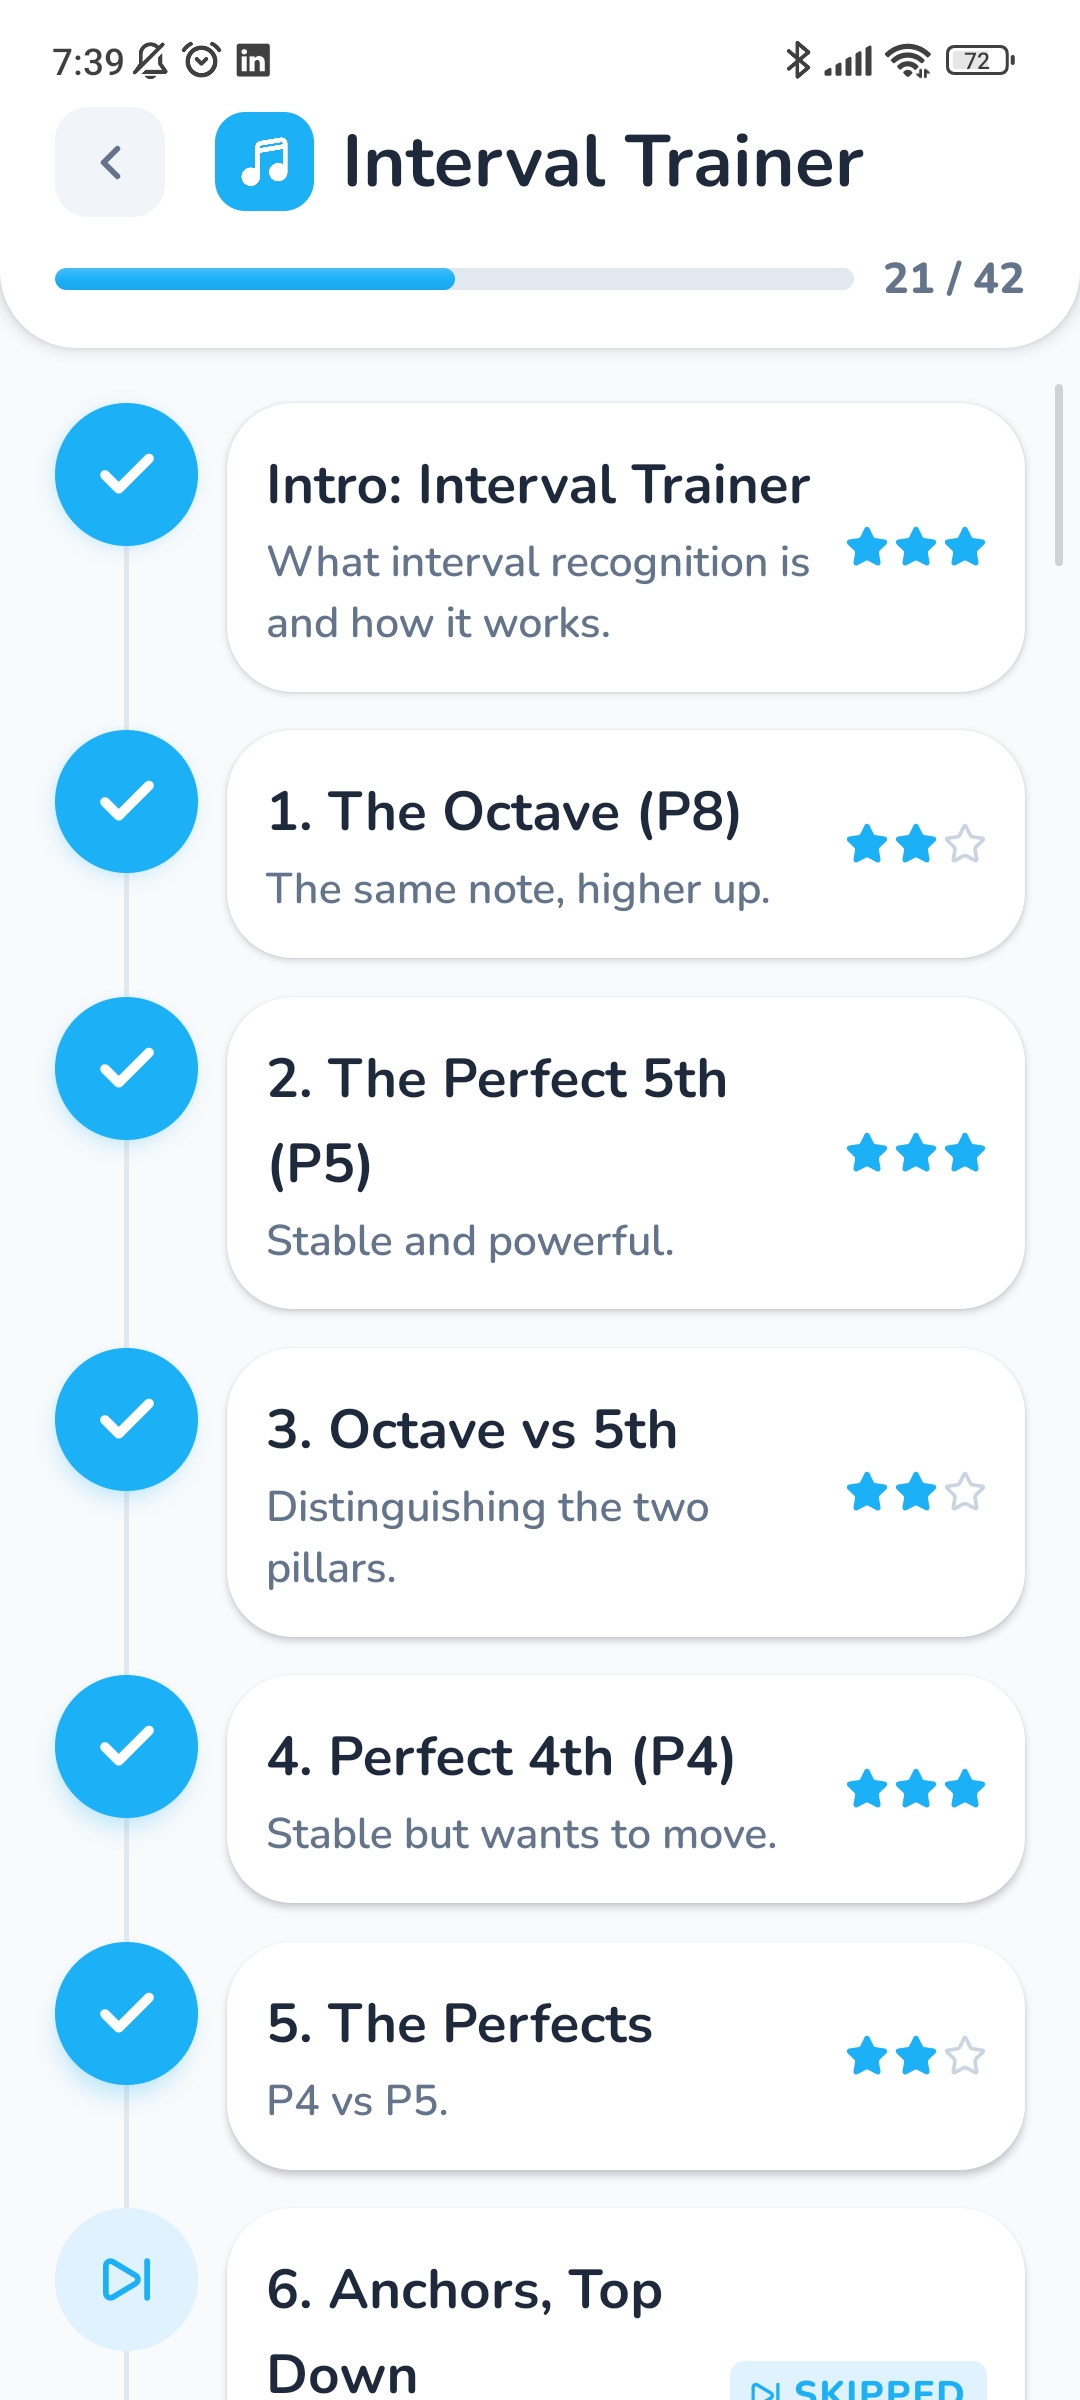 7:39
72
Interval Trainer
21 / 42
Intro: Interval Trainer
What interval recognition is
and how it works.
1. The Octave (P8)
The same note, higher up.
2. The Perfect 5th
(P5)
Stable and powerful.
3. Octave vs 5th
Distinguishing the two
pillars.
4. Perfect 4th (P4)
Stable but wants to move.
5. The Perfects
P4 vs P5.
6. Anchors, Top
Down
SKIPPED